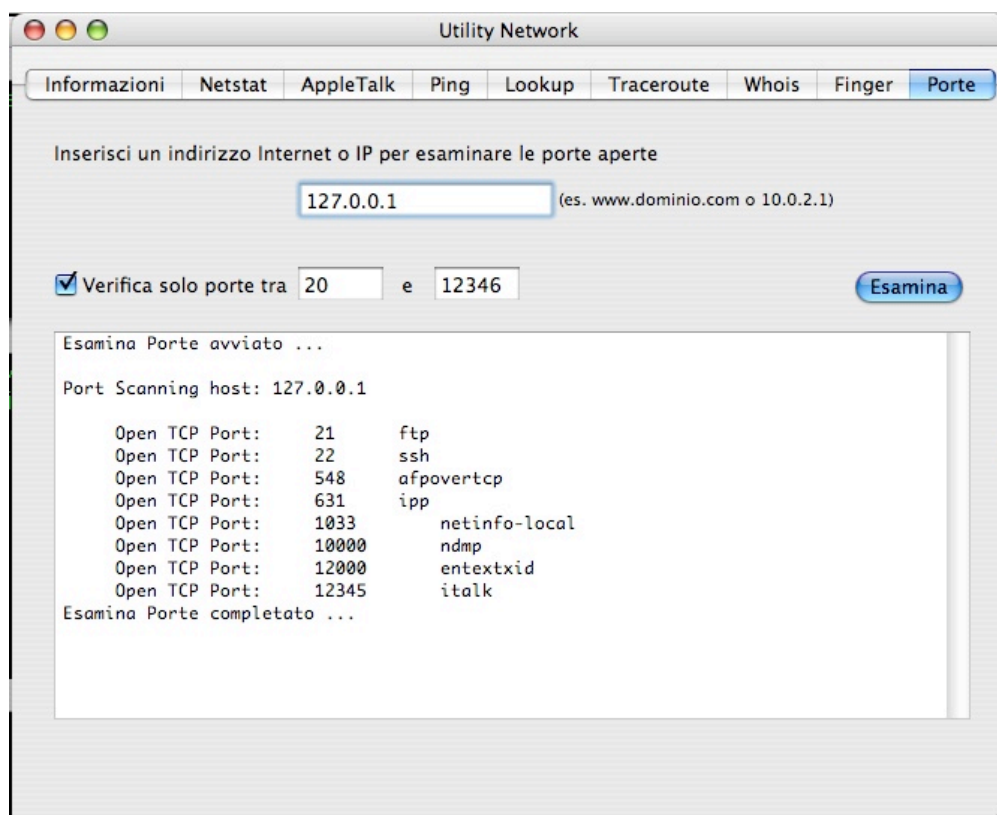 Utility Network
Informazioni Netstat AppleTalk Ping Lookup Traceroute Whois Finger Porte
Inserisci un indirizzo Internet o IP per esaminare le porte aperte
127.0.0.1 (es. www.dominio.com o 10.0.2.1)
Verifica solo porte tra 20 e 12346 Esamina
Esamina Porte avviato ...
Port Scanning host: 127.0.0.1
Open TCP Port: 21 ftp
Open TCP Port: 22 ssh
Open TCP Port: 548 afpovertcp
Open TCP Port: 631 ipp
Open TCP Port: 1033 netinfo-local
Open TCP Port: 10000 ndmp
Open TCP Port: 12000 entextxid
Open TCP Port: 12345 italk
Esamina Porte completato ...